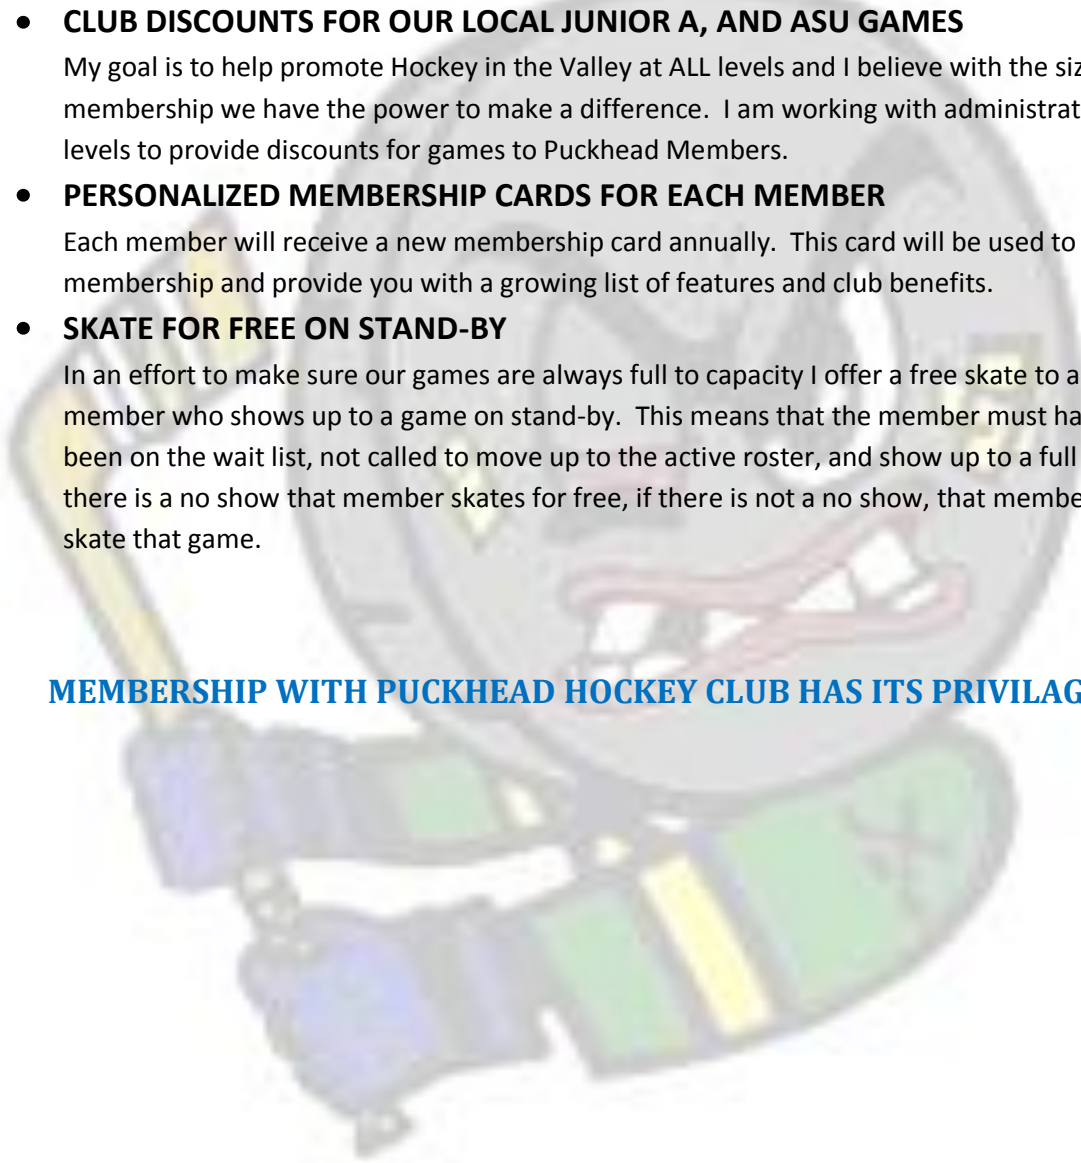 • CLUB DISCOUNTS FOR OUR LOCAL JUNIOR A, AND ASU GAMES
My goal is to help promote Hockey in the Valley at ALL levels and I believe with the siz
membership we have the power to make a difference. I am working with administrat
levels to provide discounts for games to Puckhead Members.
• PERSONALIZED MEMBERSHIP CARDS FOR EACH MEMBER
Each member will receive a new membership card annually. This card will be used to
membership and provide you with a growing list of features and club benefits.
• SKATE FOR FREE ON STAND-BY
In an effort to make sure our games are always full to capacity I offer a free skate to a
member who shows up to a game on stand-by. This means that the member must ha
been on the wait list, not called to move up to the active roster, and show up to a full
there is a no show that member skates for free, if there is not a no show, that membe
skate that game.
MEMBERSHIP WITH PUCKHEAD HOCKEY CLUB HAS ITS PRIVILAG